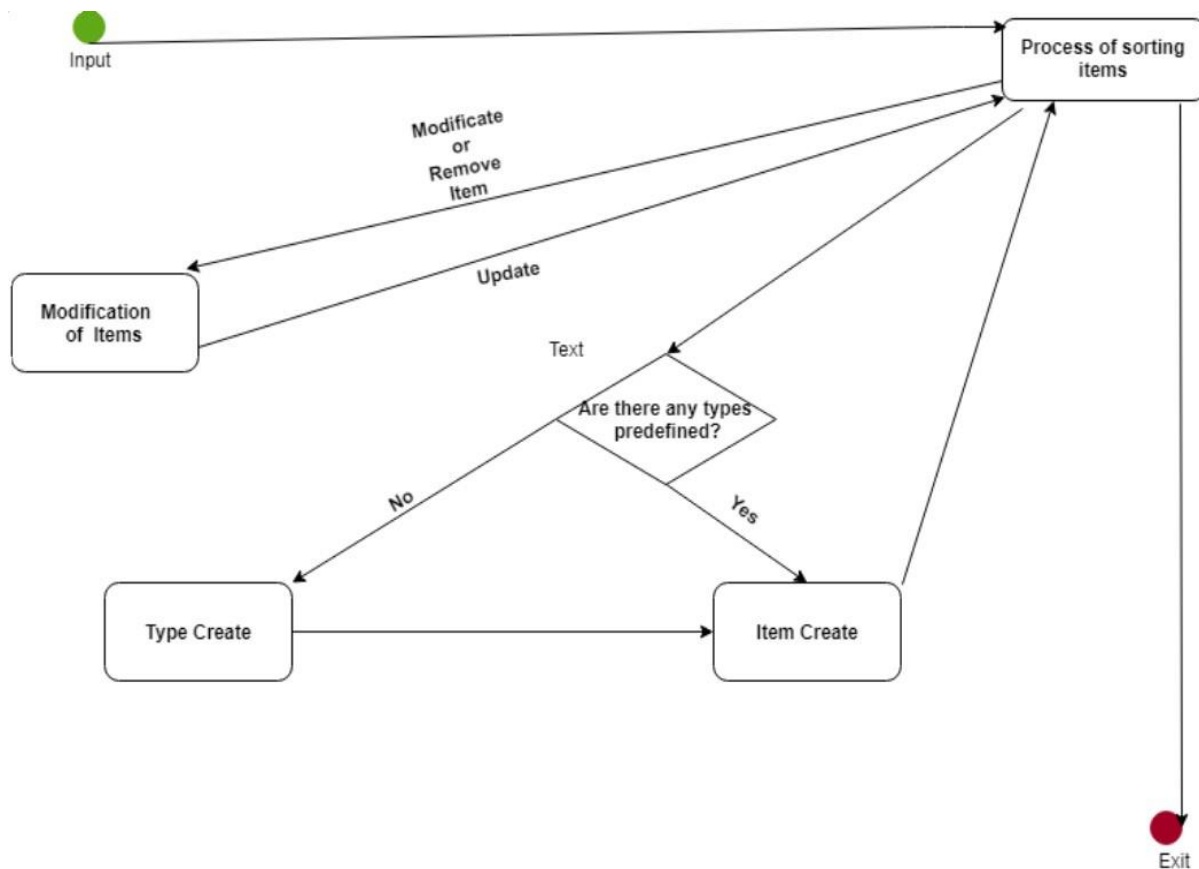 Input
Process of sorting
items
Modificate
or
Remove
Item
Update
Modification
of Items
Text
Are there any types
predefined?
No
Yes
Type Create
Item Create
Exit